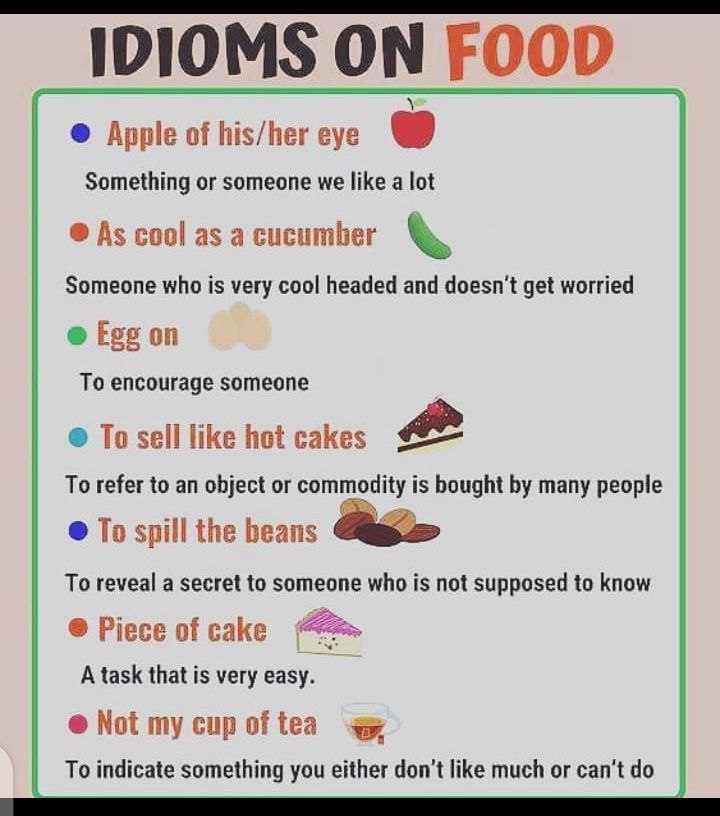 IDIOMS ON FOOD
Apple of his/her eye
Something or someone we like a lot
As cool as a cucumber
Someone who is very cool headed and doesn't get worried
Egg on
To encourage someone
To sell like hot cakes
To refer to an object or commodity is bought by many people
To spill the beans
To reveal a secret to someone who is not supposed to know
Piece of cake
A task that is very easy.
Not my cup of tea
To indicate something you either don't like much or can't do